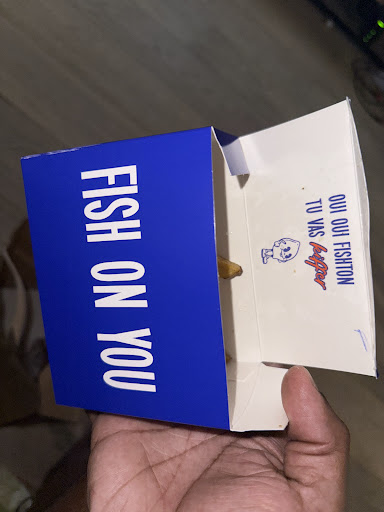 FISH ON YOU
OUI OUI FISHTON
TU VAS kiffer